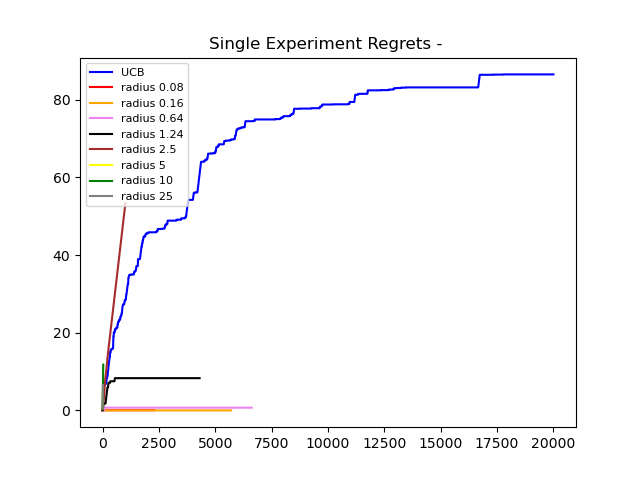 Single Experiment Regrets -
UCB
radius 0.08
radius 0.16
radius 0.64
radius 1.24
radius 2.5
radius 5
radius 10
radius 25
80
60
40
20
0
0 2500 5000 7500 10000 12500 15000 17500 20000